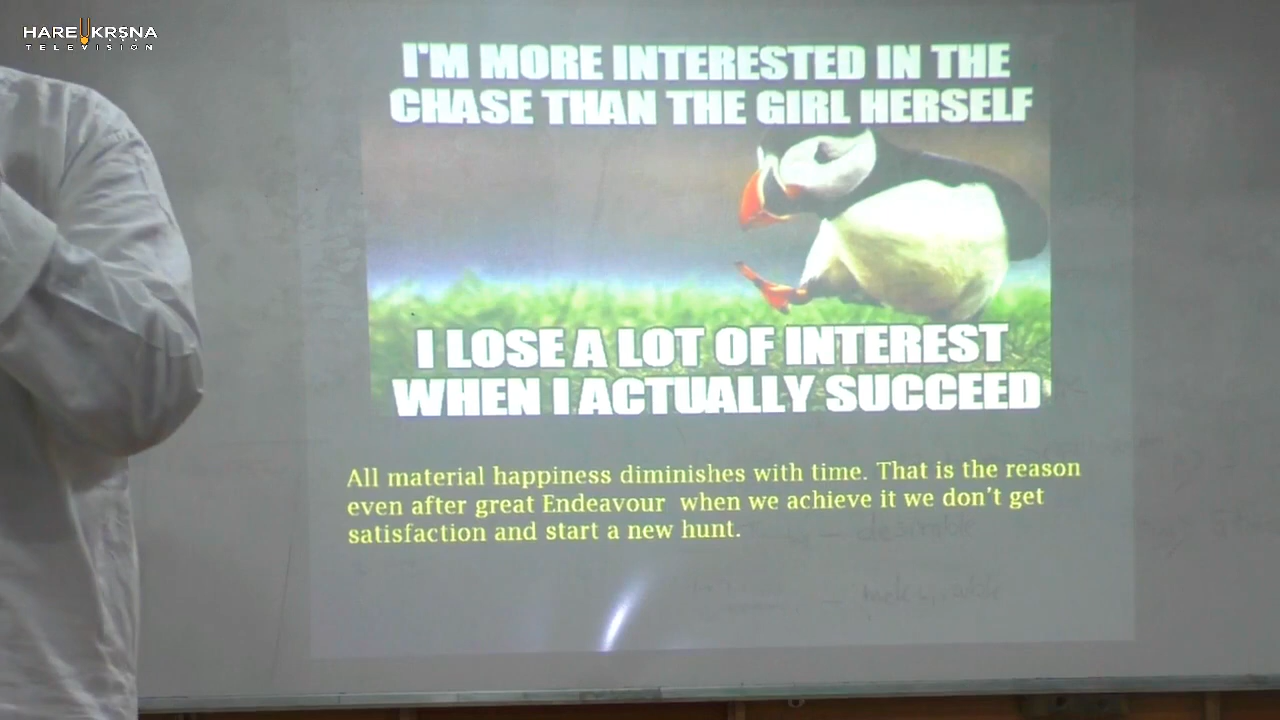 HARE KRSNA
TELEVISION
I'M MORE INTERESTED IN THE
CHASE THAN THE GIRL HERSELF
I LOSE A LOT OF INTEREST
WHEN I ACTUALLY SUCCEED
All material happiness diminishes with time. That is the reason
even after great Endeavour when we achieve it we don't get
satisfaction and start a new hunt.